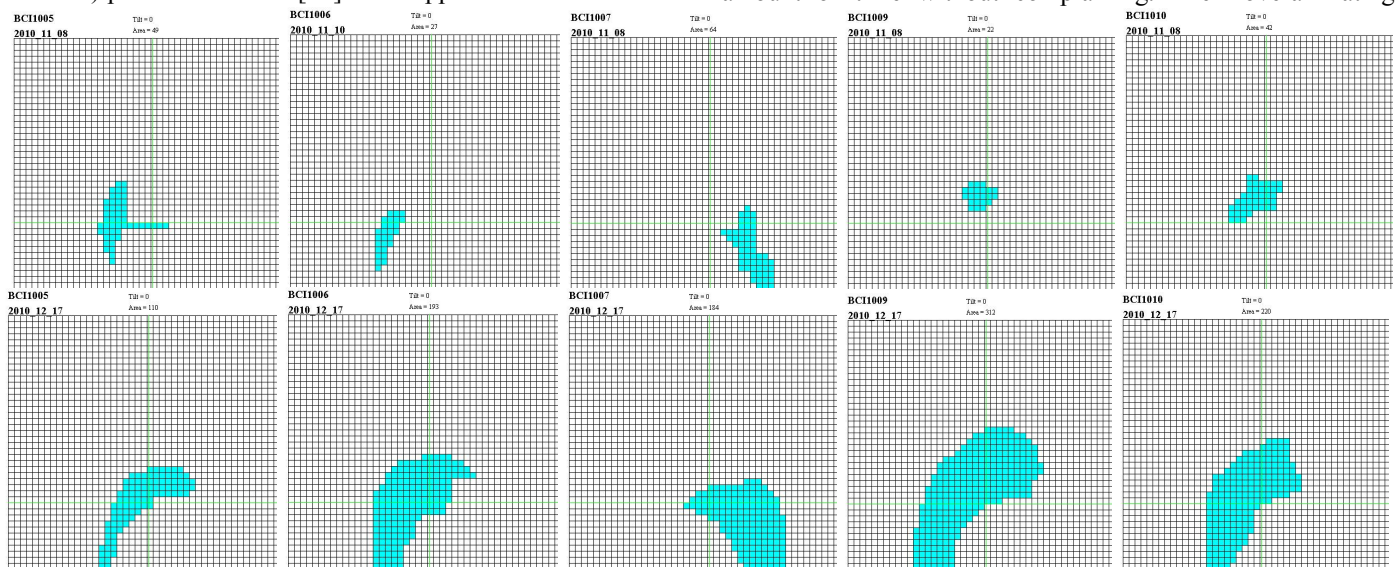 BCI1005 Tilt = 0
2010_11_08 Area = 49
BCI1006 Tilt = 0
2010_11_10 Area = 27
BCI1007 Tilt = 0
2010_11_08 Area = 64
BCI1009 Tilt = 0
2010_11_08 Area = 22
BCI1010 Tilt = 0
2010_11_08 Area = 42
BCI1005 Tilt = 0
2010_12_17 Area = 110
BCI1006 Tilt = 0
2010_12_17 Area = 193
BCI1007 Tilt = 0
2010_12_17 Area = 184
BCI1009 Tilt = 0
2010_12_17 Area = 312
BCI1010 Tilt = 0
2010_12_17 Area = 220